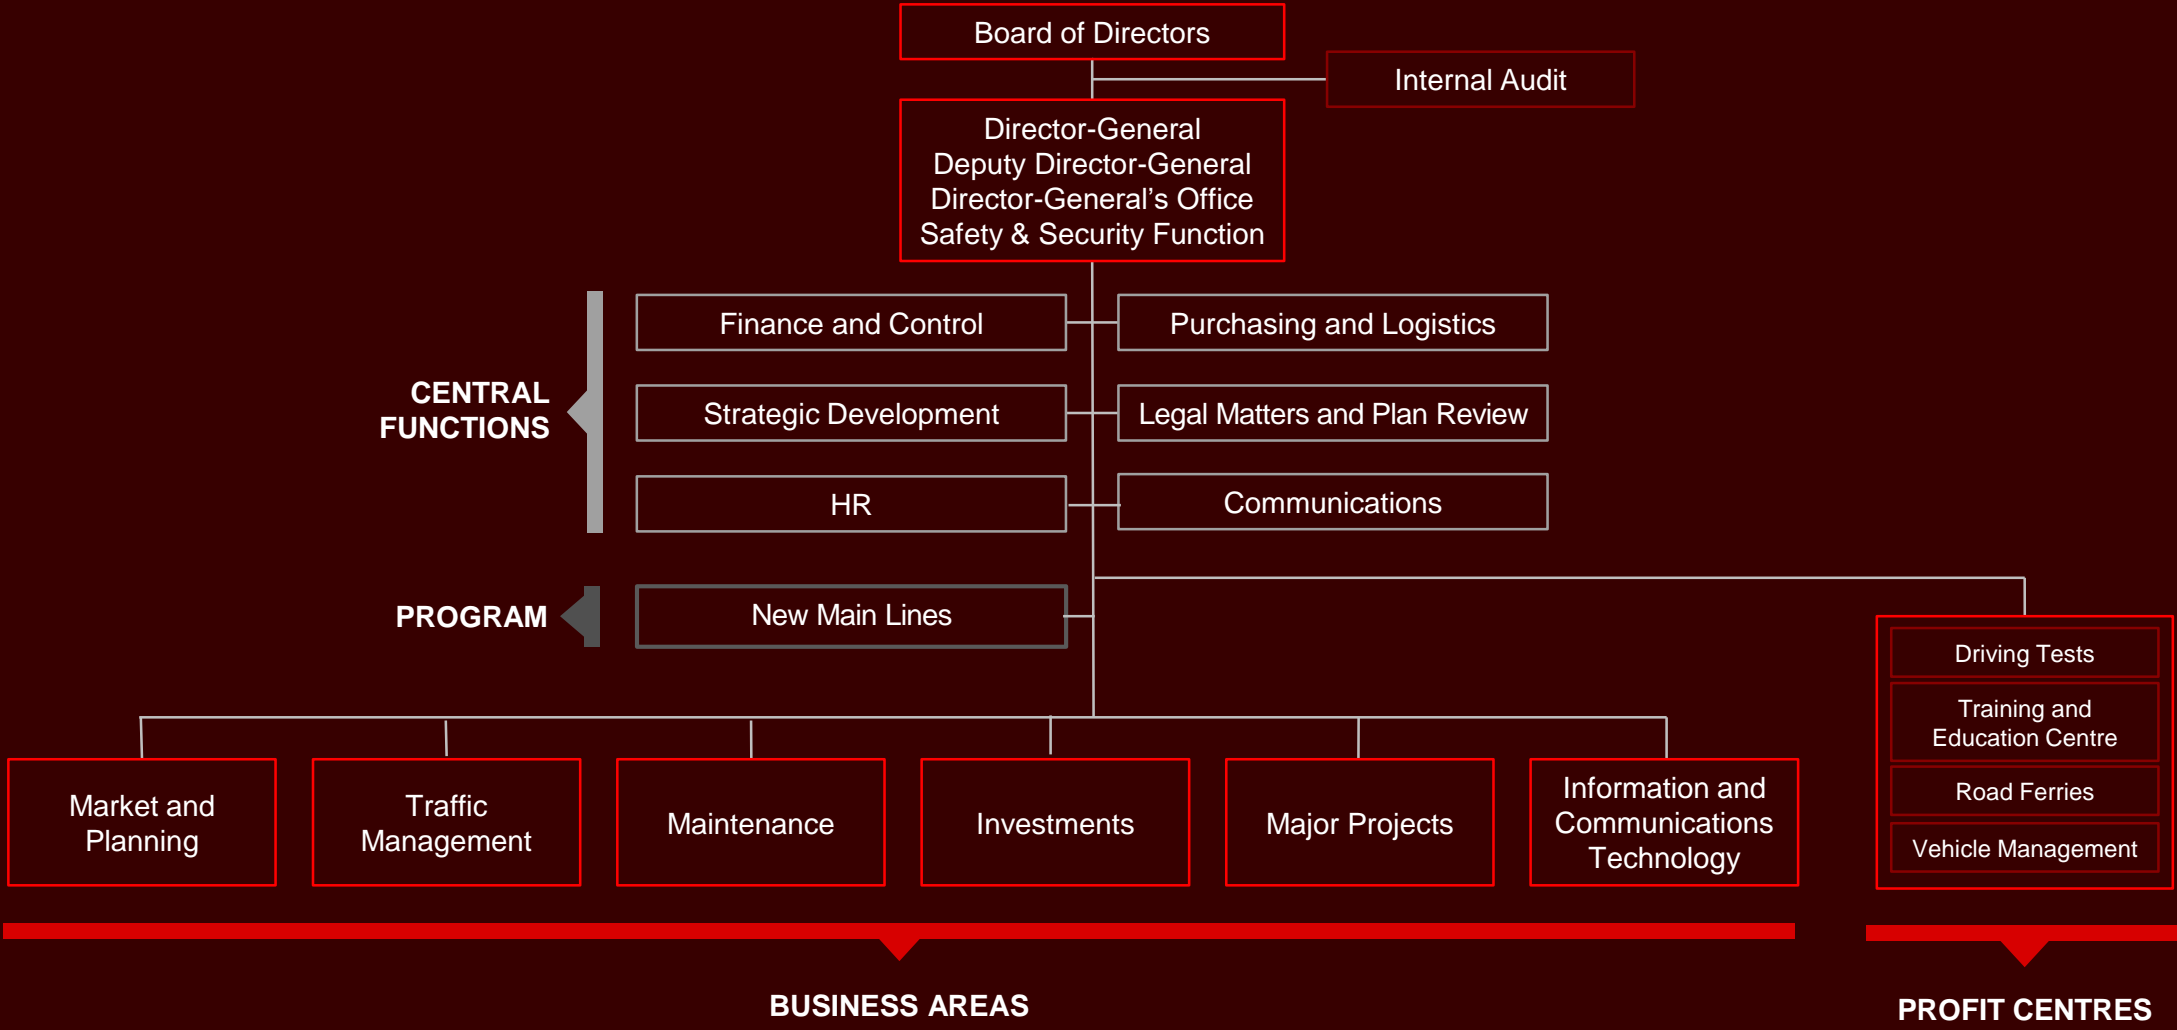 Board of Directors
Internal Audit
Director-General
Deputy Director-General
Director-General’s Office
Safety & Security Function
CENTRAL
FUNCTIONS
Finance and Control
Purchasing and Logistics
Strategic Development
Legal Matters and Plan Review
HR
Communications
PROGRAM
New Main Lines
Market and
Planning
Traffic
Management
Maintenance
Investments
Major Projects
Information and
Communications
Technology
Driving Tests
Training and
Education Centre
Road Ferries
Vehicle Management
BUSINESS AREAS
PROFIT CENTRES